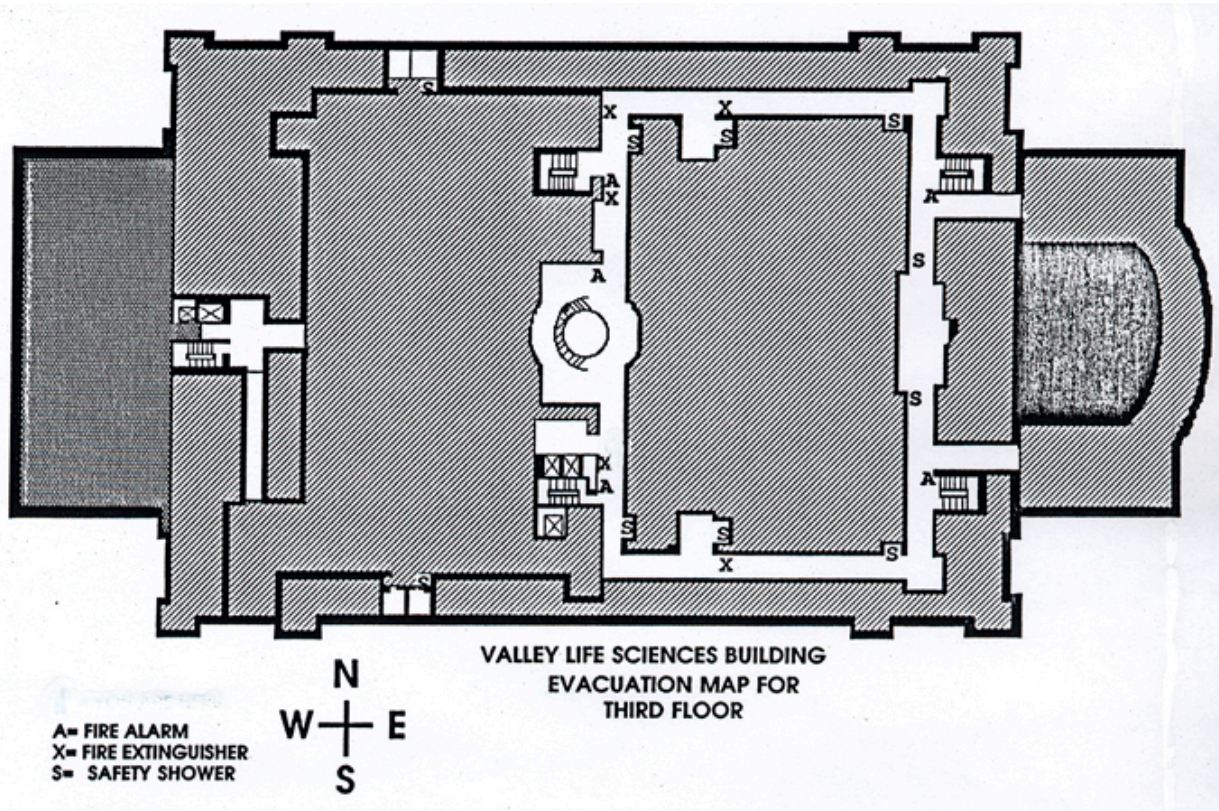 S
X
X
S
S
S
A
X
A
S
A
S
X
A
A
S
S
S
X
S
VALLEY LIFE SCIENCES BUILDING
EVACUATION MAP FOR
THIRD FLOOR
N
W E
S
A= FIRE ALARM
X= FIRE EXTINGUISHER
S= SAFETY SHOWER